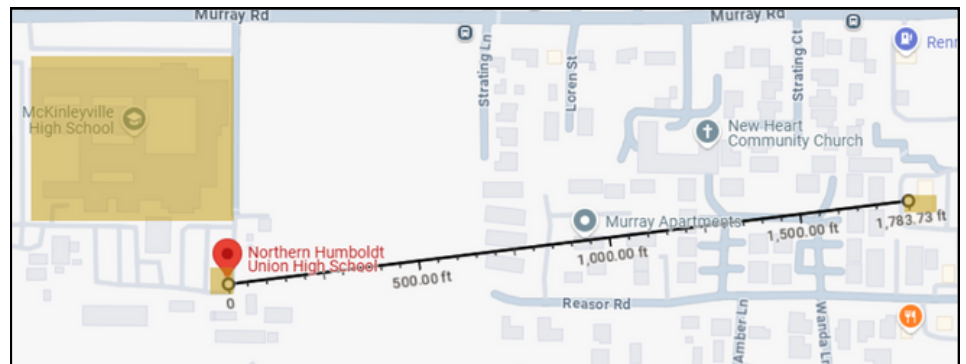 Murray Rd
Murray Rd
Renn
Strating Ln
Loren St
Strating Ct
McKinleyville
High School
New Heart
Community Church
Murray Apartments
1,783.73 ft
1,500.00 ft
1,000.00 ft
500.00 ft
0
Northern Humboldt
Union High School
Reasor Rd
Amber Ln
Wanda